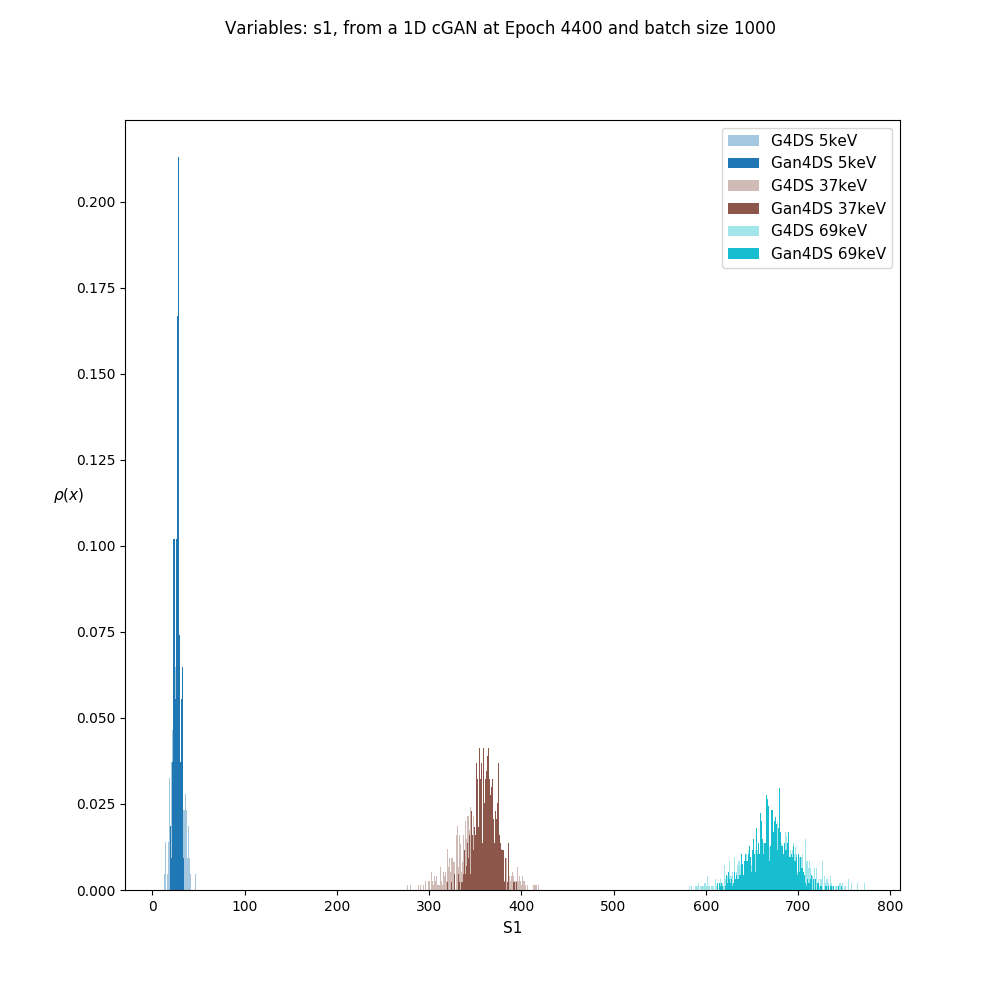 Variables: s1, from a 1D cGAN at Epoch 4400 and batch size 1000
G4DS 5keV
Gan4DS 5keV
G4DS 37keV
Gan4DS 37keV
G4DS 69keV
Gan4DS 69keV
0.200
0.175
0.150
0.125
ρ(x)
0.100
0.075
0.050
0.025
0.000
0 100 200 300 400 500 600 700 800
S1